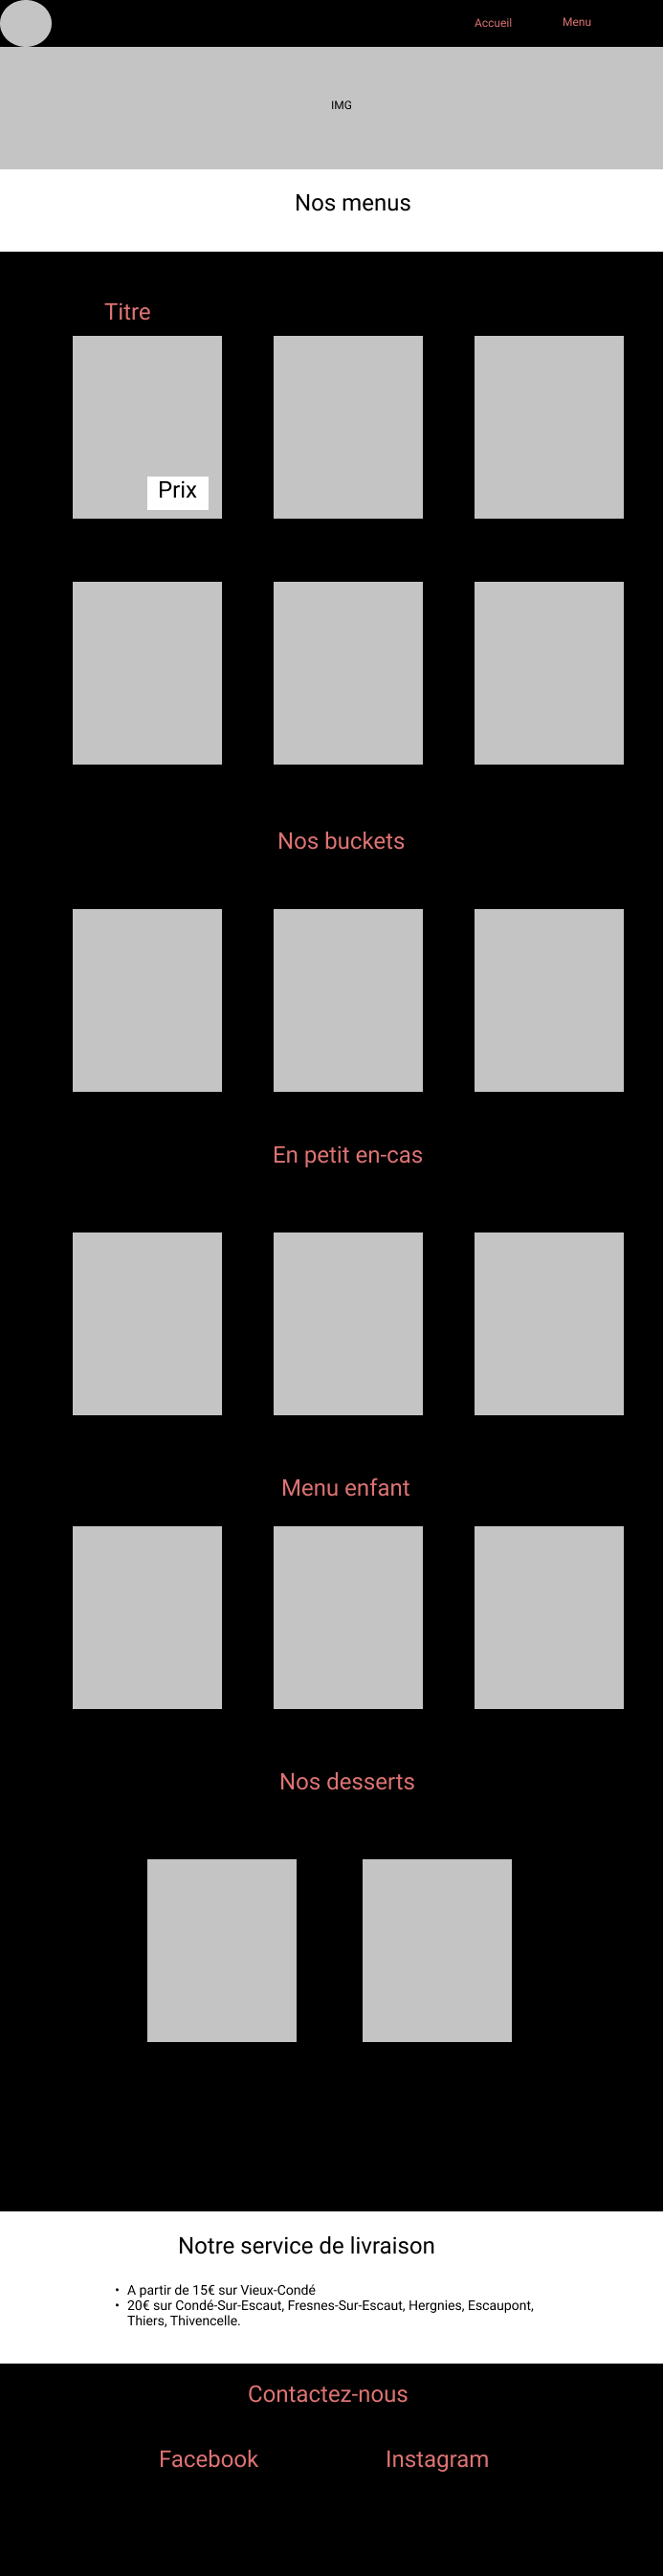 Accueil
Menu
IMG
Nos menus
Titre
Prix
Nos buckets
En petit en-cas
Menu enfant
Nos desserts
Notre service de livraison
• A partir de 15€ sur Vieux-Condé
• 20€ sur Condé-Sur-Escaut, Fresnes-Sur-Escaut, Hergnies, Escaupont,
Thiers, Thivencelle.
Contactez-nous
Facebook
Instagram